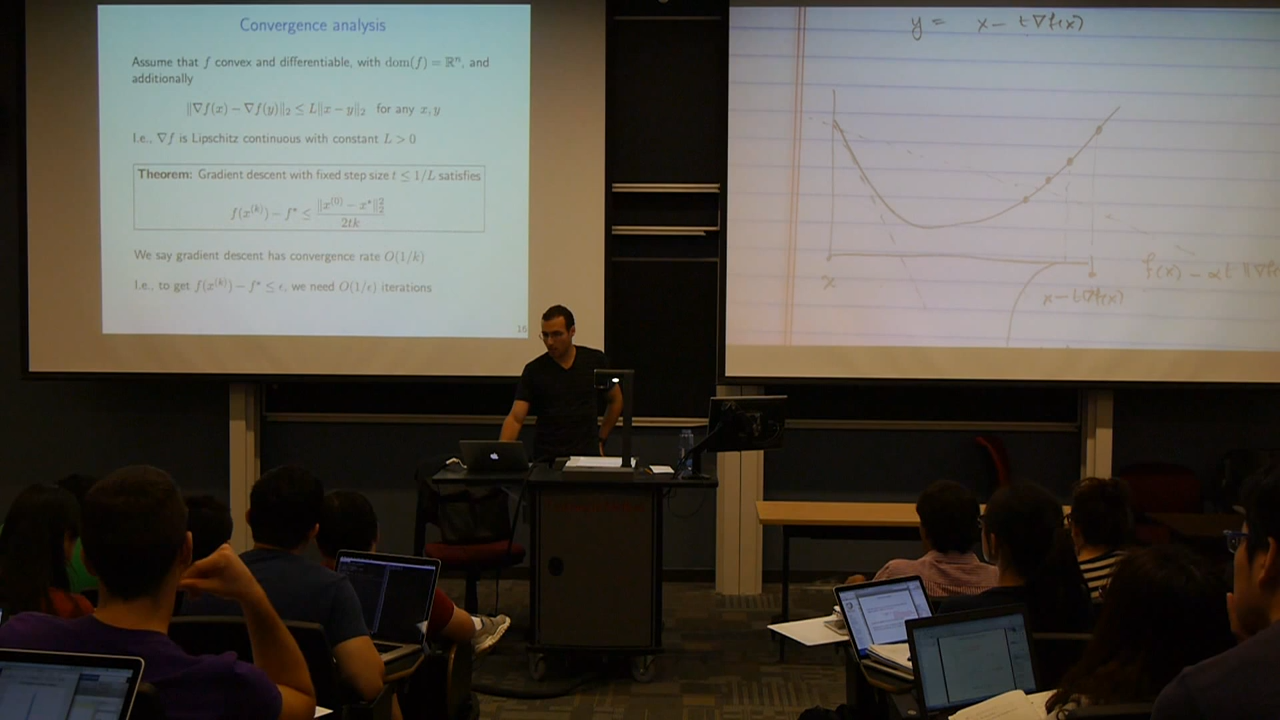 Convergence analysis
Assume that f convex and differentiable, with dom(f) = ℝⁿ, and
additionally
‖∇f(x) − ∇f(y)‖₂ ≤ L‖x − y‖₂ for any x, y
I.e., ∇f is Lipschitz continuous with constant L > 0
Theorem: Gradient descent with fixed step size t ≤ 1/L satisfies
f(x⁽ᵏ⁾) − f* ≤ ‖x⁽⁰⁾ − x*‖₂² / 2tk
We say gradient descent has convergence rate O(1/k)
I.e., to get f(x⁽ᵏ⁾) − f* ≤ ε, we need O(1/ε) iterations
16
y = x − t∇f(x)
f(x) − αt ‖∇f
x
x − t∇f(x)